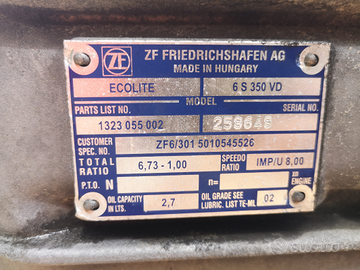 ZF
ZF FRIEDRICHSHAFEN AG
MADE IN HUNGARY
ECOLITE 6 S 350 VD
MODEL
PARTS LIST NO. SERIAL NO.
1323 055 002
CUSTOMER SPEC. NO. ZF6/301 5010545526
TOTAL RATIO 6,73 - 1,00 SPEEDO RATIO IMP/U 8,00
P.T.O. N n= x ENGINE
OIL CAPACITY IN LTS. 2,7 OIL GRADE SEE LUBRIC. LIST TE-ML 02